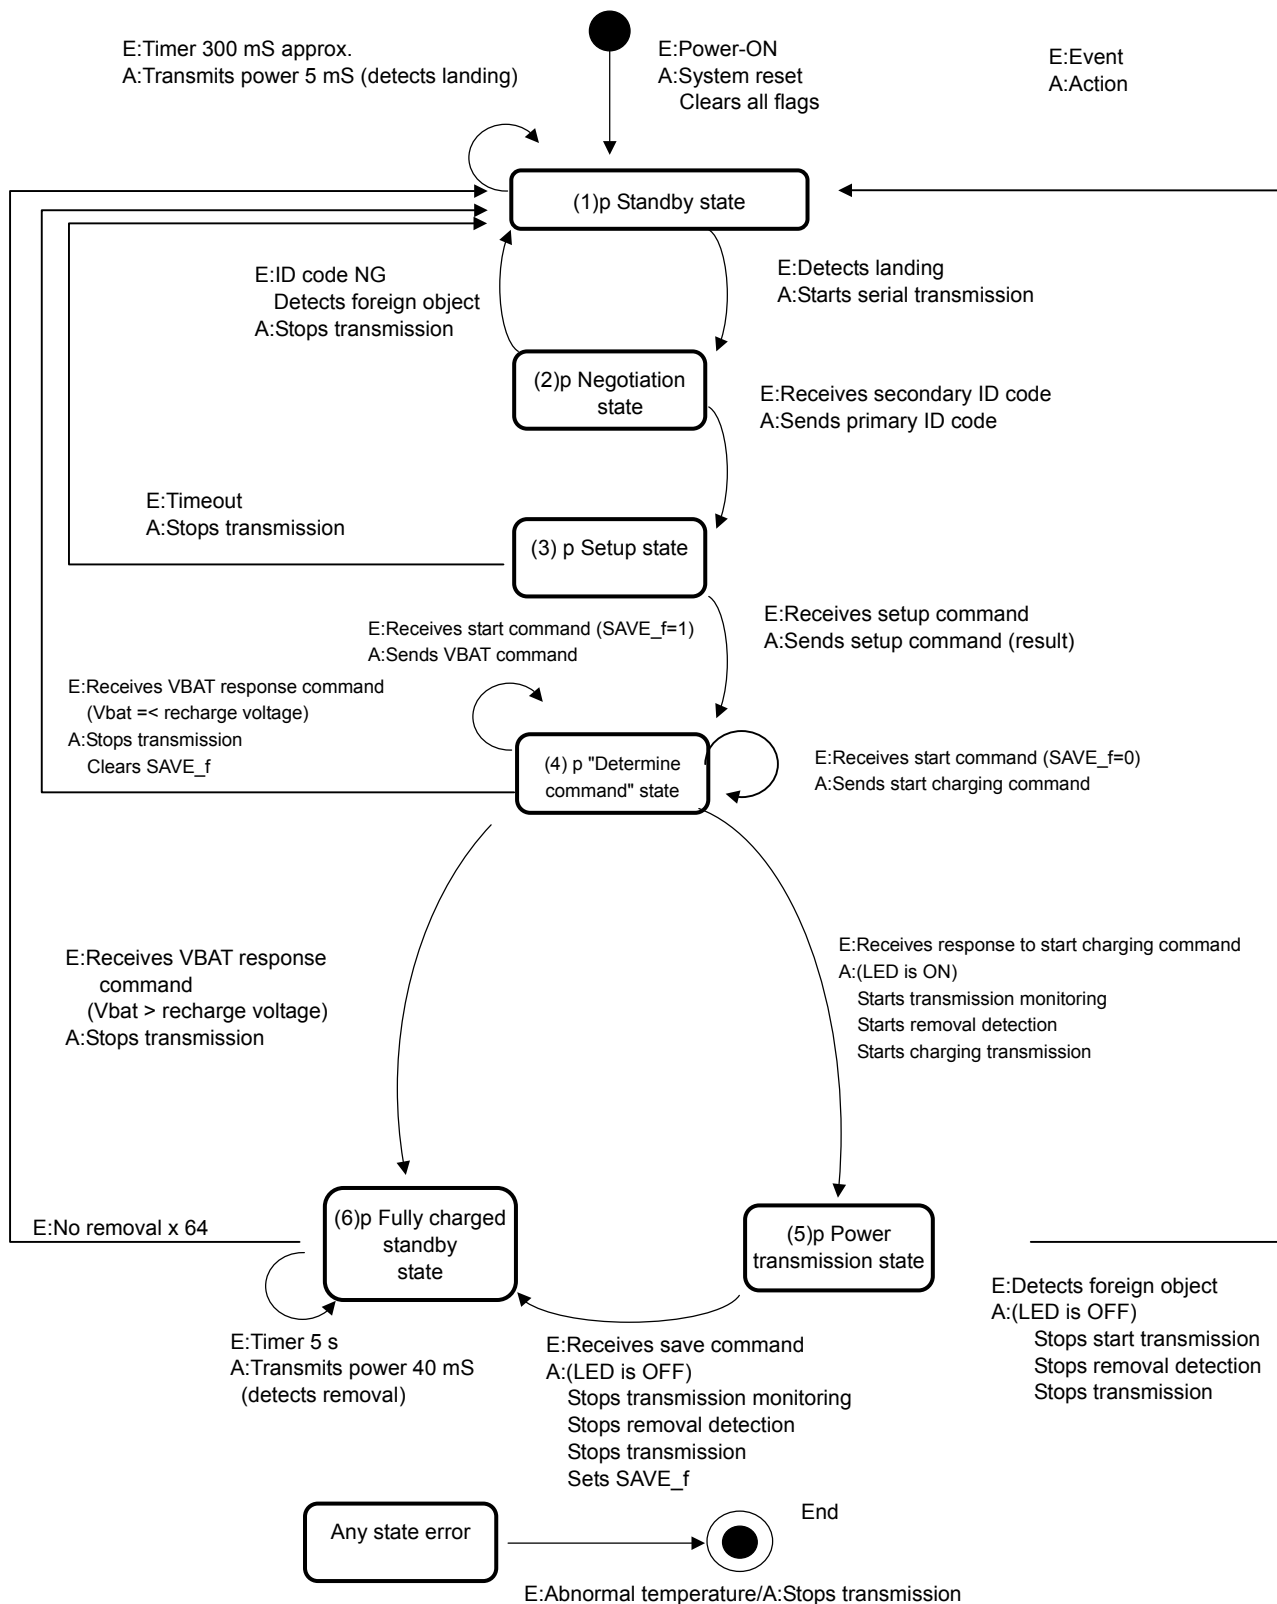 E:Timer 300 mS approx.
A:Transmits power 5 mS (detects landing)
E:Power-ON
A:System reset
Clears all flags
E:Event
A:Action
(1)p Standby state
E:ID code NG
Detects foreign object
A:Stops transmission
E:Detects landing
A:Starts serial transmission
(2)p Negotiation
state
E:Receives secondary ID code
A:Sends primary ID code
E:Timeout
A:Stops transmission
(3) p Setup state
E:Receives start command (SAVE_f=1)
A:Sends VBAT command
E:Receives setup command
A:Sends setup command (result)
E:Receives VBAT response command
(Vbat =< recharge voltage)
A:Stops transmission
Clears SAVE_f
(4) p "Determine
command" state
E:Receives start command (SAVE_f=0)
A:Sends start charging command
E:Receives VBAT response
command
(Vbat > recharge voltage)
A:Stops transmission
E:Receives response to start charging command
A:(LED is ON)
Starts transmission monitoring
Starts removal detection
Starts charging transmission
E:No removal x 64
(6)p Fully charged
standby
state
(5)p Power
transmission state
E:Timer 5 s
A:Transmits power 40 mS
(detects removal)
E:Receives save command
A:(LED is OFF)
Stops transmission monitoring
Stops removal detection
Stops transmission
Sets SAVE_f
E:Detects foreign object
A:(LED is OFF)
Stops start transmission
Stops removal detection
Stops transmission
Any state error
End
E:Abnormal temperature/A:Stops transmission